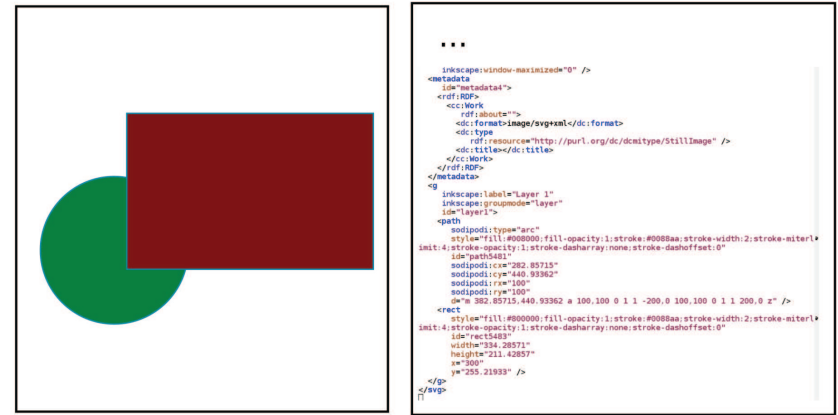 ...
inkscape:window-maximized="0" />
<metadata
id="metadata4">
<rdf:RDF>
<cc:Work
rdf:about="">
<dc:format>image/svg+xml</dc:format>
<dc:type
rdf:resource="http://purl.org/dc/dcmitype/StillImage" />
<dc:title></dc:title>
</cc:Work>
</rdf:RDF>
</metadata>
<g
inkscape:label="Layer 1"
inkscape:groupmode="layer"
id="layer1">
<path
sodipodi:type="arc"
style="fill:#008000;fill-opacity:1;stroke:#0088aa;stroke-width:2;stroke-miterl
imit:4;stroke-opacity:1;stroke-dasharray:none;stroke-dashoffset:0"
id="path5481"
sodipodi:cx="282.85715"
sodipodi:cy="440.93362"
sodipodi:rx="100"
sodipodi:ry="100"
d="m 382.85715,440.93362 a 100,100 0 1 1 -200,0 100,100 0 1 1 200,0 z" />
<rect
style="fill:#800000;fill-opacity:1;stroke:#0088aa;stroke-width:2;stroke-miterl
imit:4;stroke-opacity:1;stroke-dasharray:none;stroke-dashoffset:0"
id="rect5483"
width="334.28571"
height="211.42857"
x="300"
y="255.21933" />
</g>
</svg>